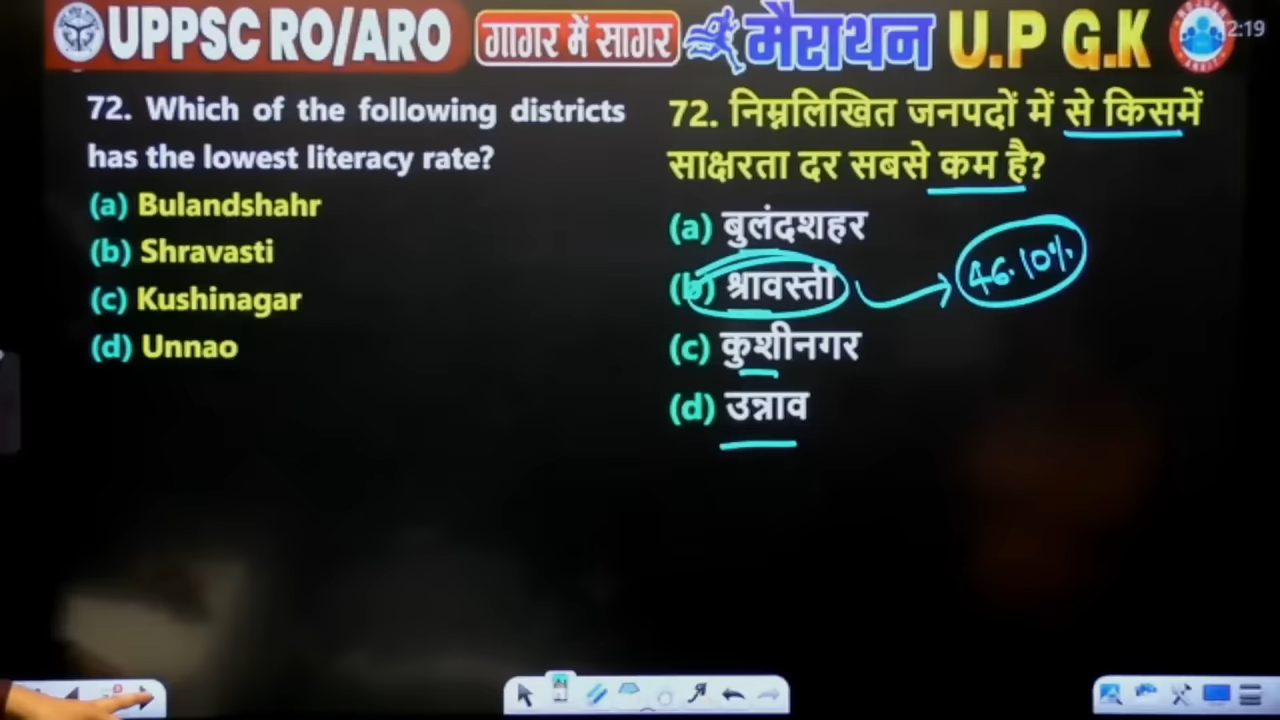 UPPSC RO/ARO गागर में सागर मैराथन U.P G.K
2:19
72. Which of the following districts
has the lowest literacy rate?
(a) Bulandshahr
(b) Shravasti
(c) Kushinagar
(d) Unnao
72. निम्नलिखित जनपदों में से किसमें
साक्षरता दर सबसे कम है?
(a) बुलंदशहर
(b) श्रावस्ती
46.10%
(c) कुशीनगर
(d) उन्नाव